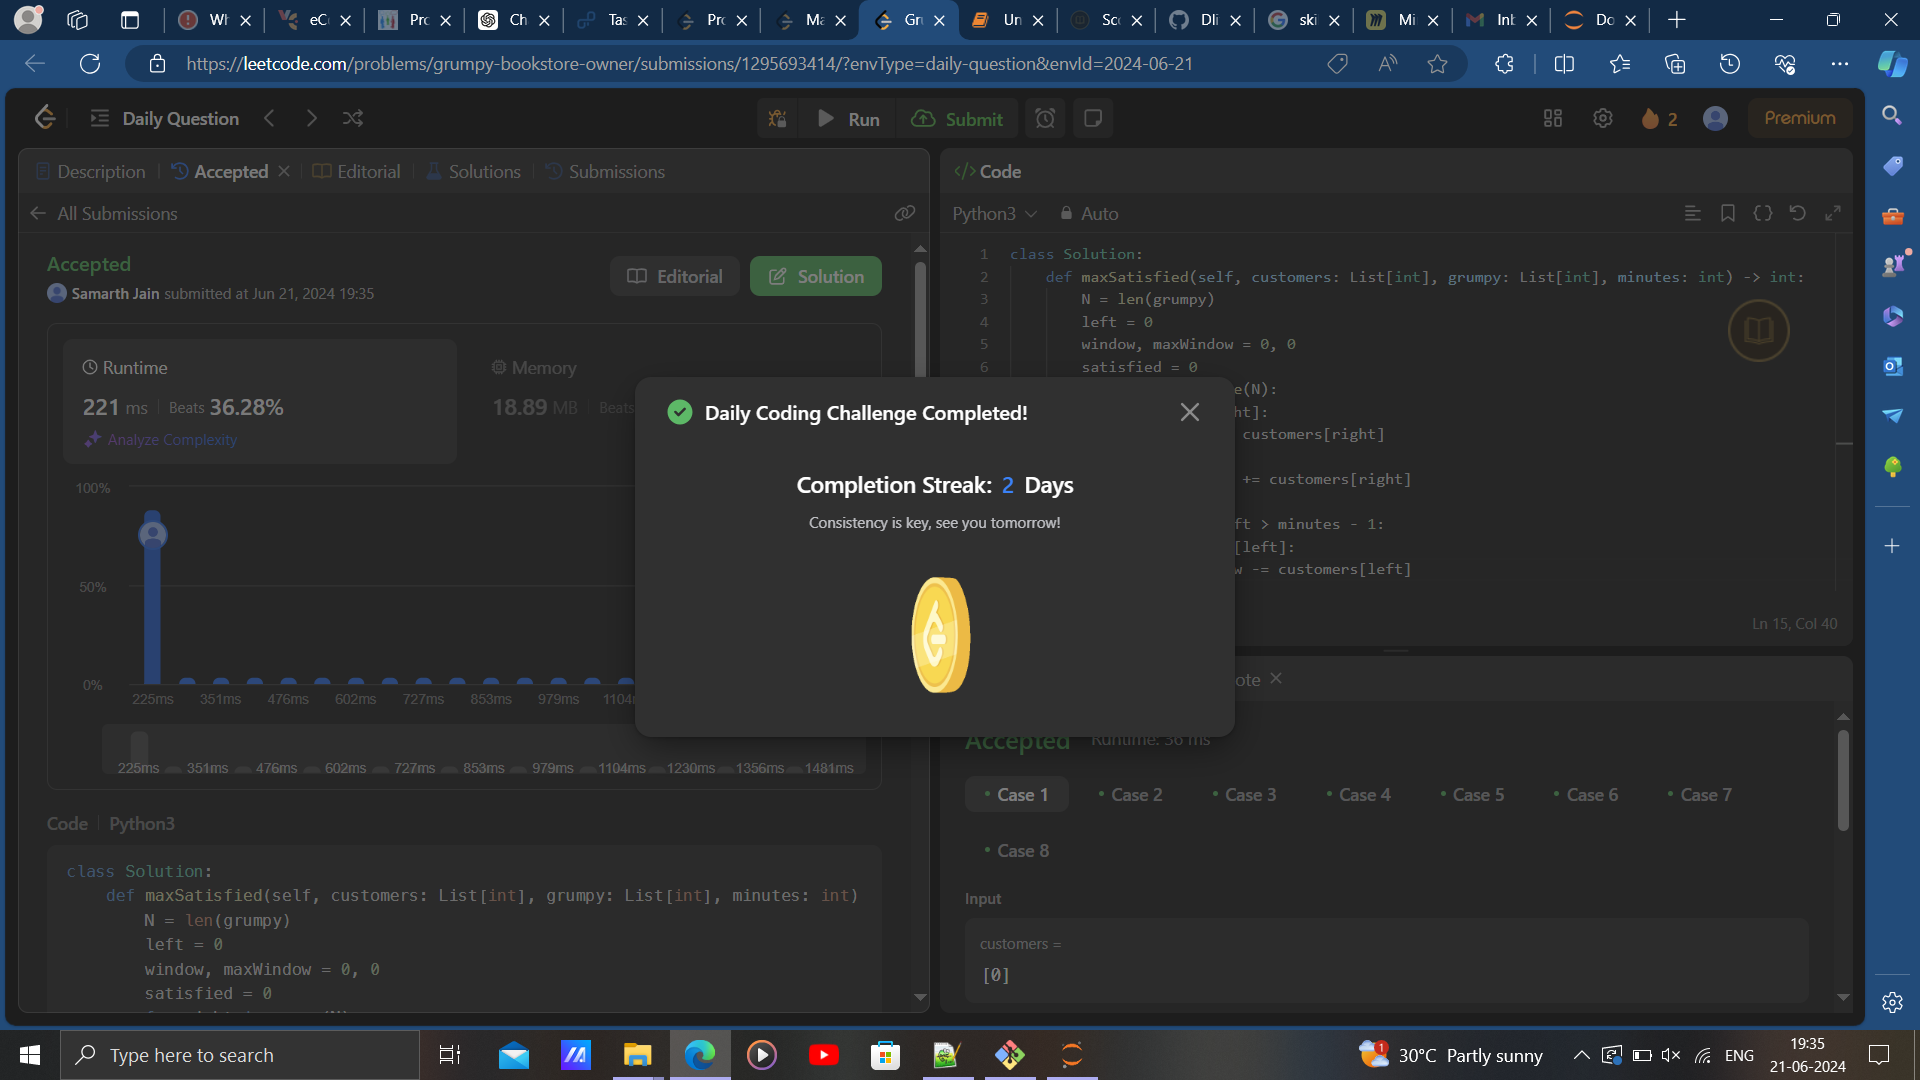 Wh
eC
Pro
Ch
Tas
Pro
Ma
Gru
Un
Sco
Dli
ski
Mi
Inb
Do
https://leetcode.com/problems/grumpy-bookstore-owner/submissions/1295693414/?envType=daily-question&envId=2024-06-21
Daily Question
Run
Submit
2
Premium
Description
Accepted
Editorial
Solutions
Submissions
All Submissions
Accepted
Samarth Jain submitted at Jun 21, 2024 19:35
Editorial
Solution
Runtime
221 ms
Beats 36.28%
Analyze Complexity
Memory
18.89 MB
Beats
100%
50%
0%
225ms 351ms 476ms 602ms 727ms 853ms 979ms
225ms 351ms 476ms 602ms 727ms 853ms 979ms 1104ms 1230ms 1356ms 1481ms
Code | Python3
class Solution:
def maxSatisfied(self, customers: List[int], grumpy: List[int], minutes: int)
N = len(grumpy)
left = 0
window, maxWindow = 0, 0
satisfied = 0
Code
Python3
Auto
1 class Solution:
2 def maxSatisfied(self, customers: List[int], grumpy: List[int], minutes: int) -> int:
3 N = len(grumpy)
4 left = 0
5 window, maxWindow = 0, 0
6 satisfied = 0
e(N):
ht]:
customers[right]
+= customers[right]
ft > minutes - 1:
[left]:
w -= customers[left]
Ln 15, Col 40
Daily Coding Challenge Completed!
Completion Streak: 2 Days
Consistency is key, see you tomorrow!
ote
Accepted
Runtime: 36 ms
Case 1
Case 2
Case 3
Case 4
Case 5
Case 6
Case 7
Case 8
Input
customers =
[0]
Type here to search
30°C Partly sunny
ENG
19:35
21-06-2024